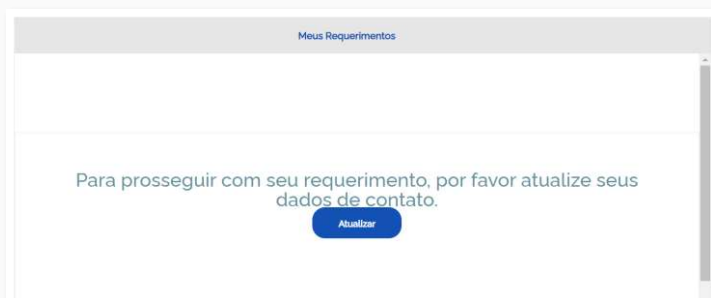 Meus Requerimentos
Para prosseguir com seu requerimento, por favor atualize seus
dados de contato.
Atualizar